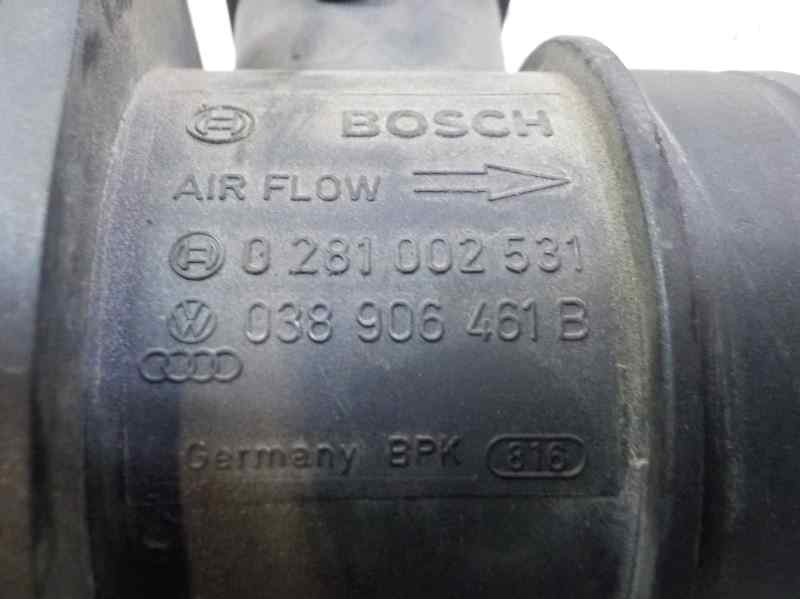 BOSCH
AIR FLOW
0 281 002 531
038 906 461 B
Germany BPK 816